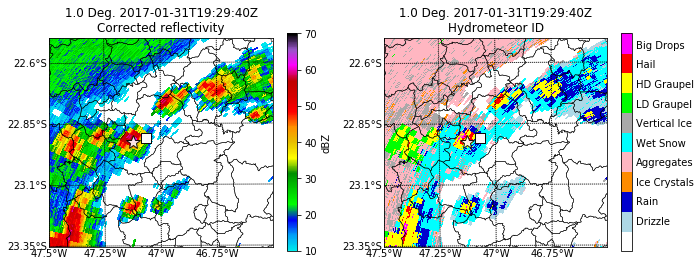 1.0 Deg. 2017-01-31T19:29:40Z
Corrected reflectivity
22.6°S
22.85°S
23.1°S
23.35°S
47.5°W
47.25°W
47°W
46.75°W
70
60
50
40
30
20
10
dBZ
1.0 Deg. 2017-01-31T19:29:40Z
Hydrometeor ID
22.6°S
22.85°S
23.1°S
23.35°S
47.5°W
47.25°W
47°W
46.75°W
Big Drops
Hail
HD Graupel
LD Graupel
Vertical Ice
Wet Snow
Aggregates
Ice Crystals
Rain
Drizzle